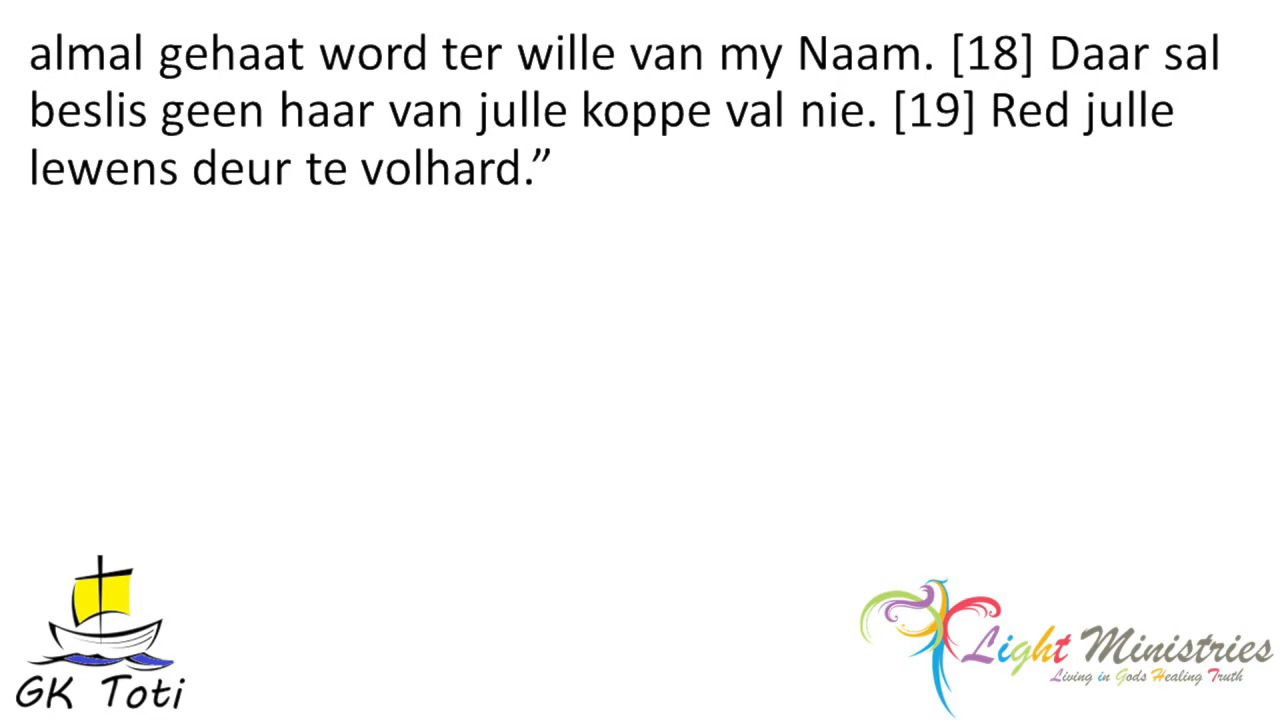 almal gehaat word ter wille van my Naam. [18] Daar sal
beslis geen haar van julle koppe val nie. [19] Red julle
lewens deur te volhard.”
GK Toti
Light Ministries
Living in Gods Healing Truth